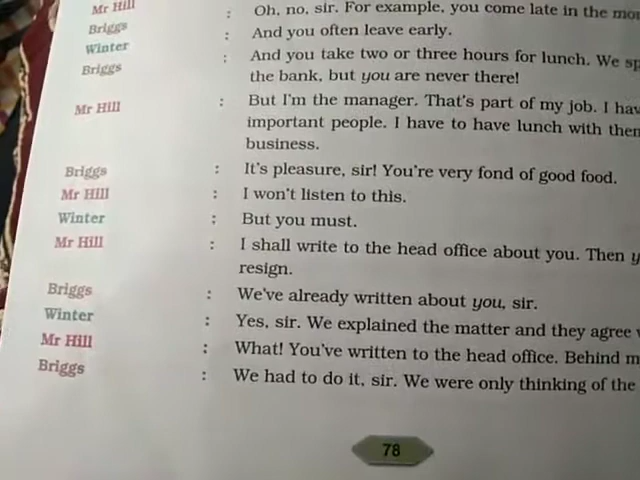 Mr Hill
Briggs : Oh, no, sir. For example, you come late in the
Winter : And you often leave early.
Briggs : And you take two or three hours for lunch. We
the bank, but you are never there!
Mr Hill : But I'm the manager. That's part of my job. I
important people. I have to have lunch with
business.
Briggs : It's pleasure, sir! You're very fond of good food.
Mr Hill : I won't listen to this.
Winter : But you must.
Mr Hill : I shall write to the head office about you. Then
resign.
Briggs : We've already written about you, sir.
Winter : Yes, sir. We explained the matter and they agree
Mr Hill : What! You've written to the head office. Behind
Briggs : We had to do it, sir. We were only thinking of the
78